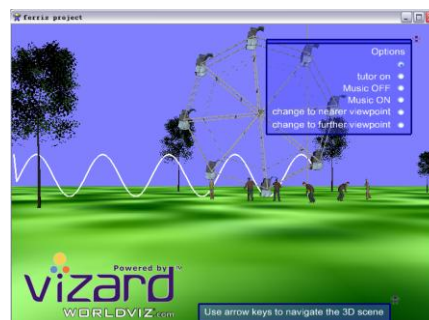 ferris project
Options
tutor on
Music OFF
Music ON
change to nearer viewpoint
change to further viewpoint
Powered by
vizard
WORLDVIZ.com
Use arrow keys to navigate the 3D scene